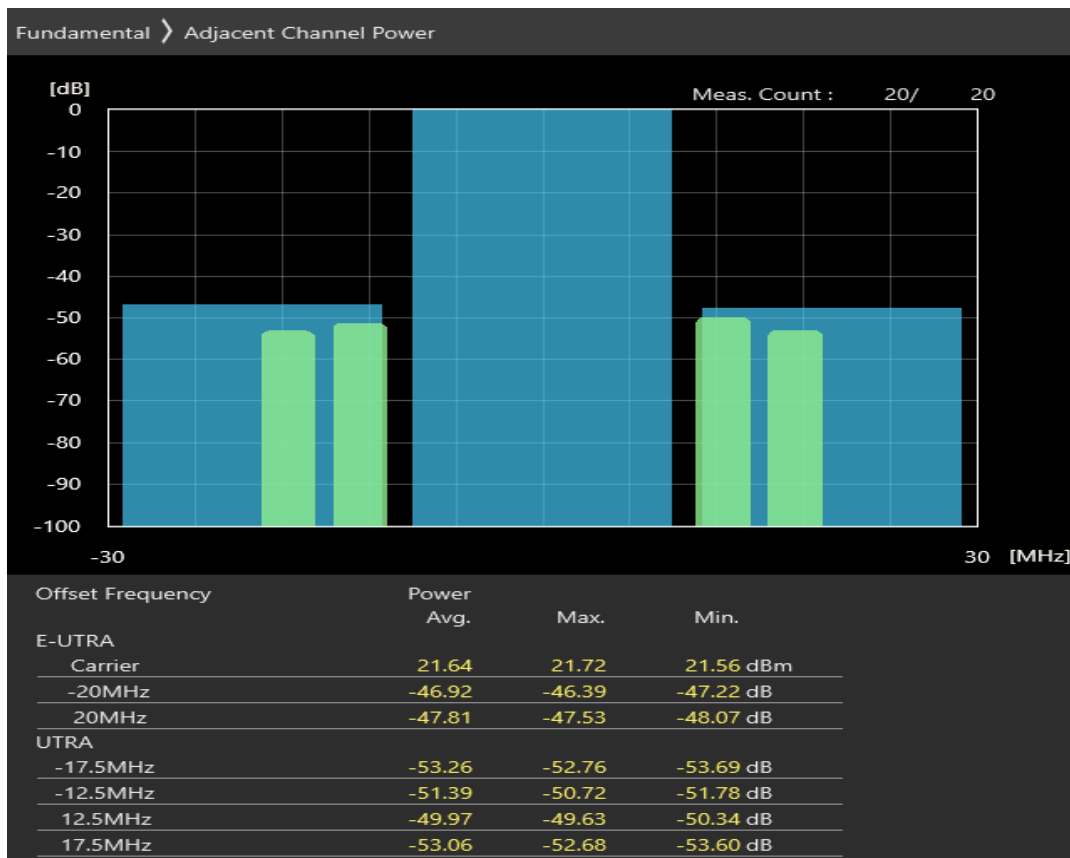 Fundamental 〉 Adjacent Channel Power
[dB]
Meas. Count : 20/ 20
0
-10
-20
-30
-40
-50
-60
-70
-80
-90
-100
-30 30 [MHz]
Offset Frequency Power
Avg. Max. Min.
E-UTRA
Carrier 21.64 21.72 21.56 dBm
-20MHz -46.92 -46.39 -47.22 dB
20MHz -47.81 -47.53 -48.07 dB
UTRA
-17.5MHz -53.26 -52.76 -53.69 dB
-12.5MHz -51.39 -50.72 -51.78 dB
12.5MHz -49.97 -49.63 -50.34 dB
17.5MHz -53.06 -52.68 -53.60 dB